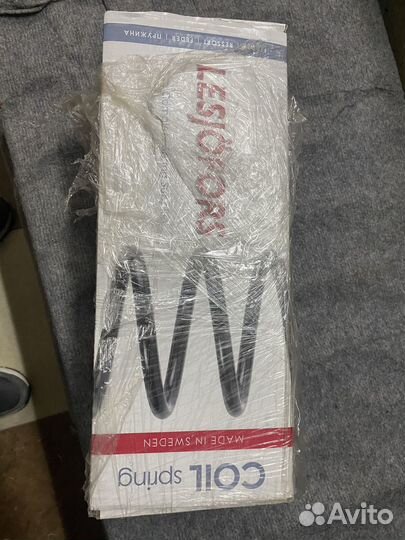 COIL spring
MADE IN SWEDEN
LESJÖFORS
RESSORT | FEDER | ПРУЖИНА
Avito